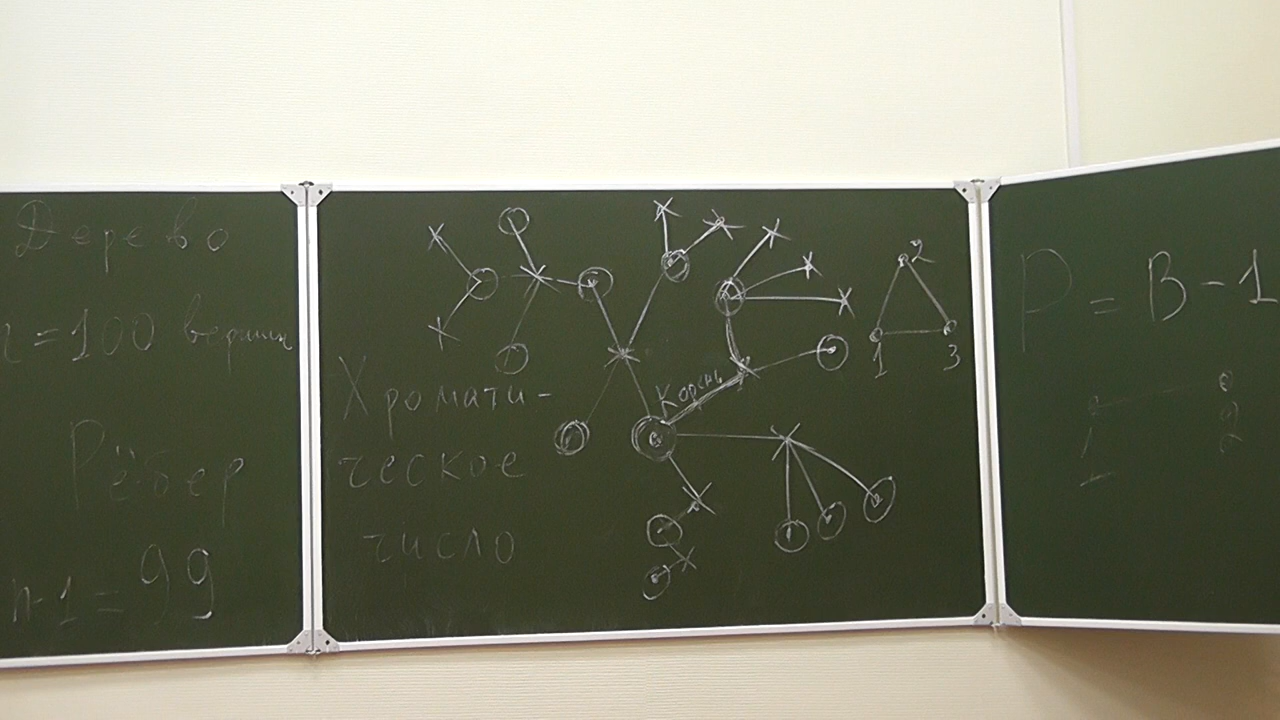 Дерево
n=100 вершин
Рёбер
n-1=99
Хромати-
ческое
число
Корень
2
1 3
Р = В - 1
2
1